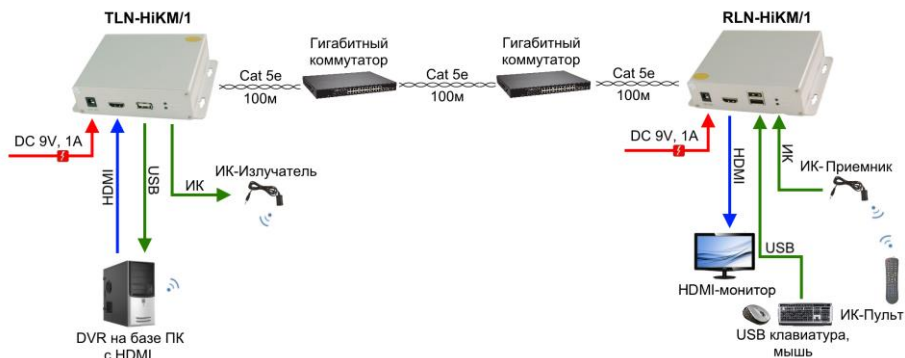 TLN-HiKM/1
RLN-HiKM/1
Гигабитный
коммутатор
Гигабитный
коммутатор
Cat 5e
100м
Cat 5e
100м
Cat 5e
100м
DC 9V, 1A
HDMI
USB
ИК
ИК-Излучатель
DC 9V, 1A
HDMI
ИК
ИК-Приемник
USB
HDMI-монитор
ИК-Пульт
USB клавиатура,
мышь
DVR на базе ПК
с HDMI